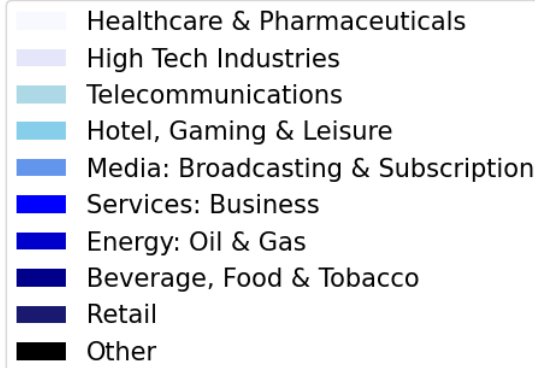 Healthcare & Pharmaceuticals
High Tech Industries
Telecommunications
Hotel, Gaming & Leisure
Media: Broadcasting & Subscription
Services: Business
Energy: Oil & Gas
Beverage, Food & Tobacco
Retail
Other